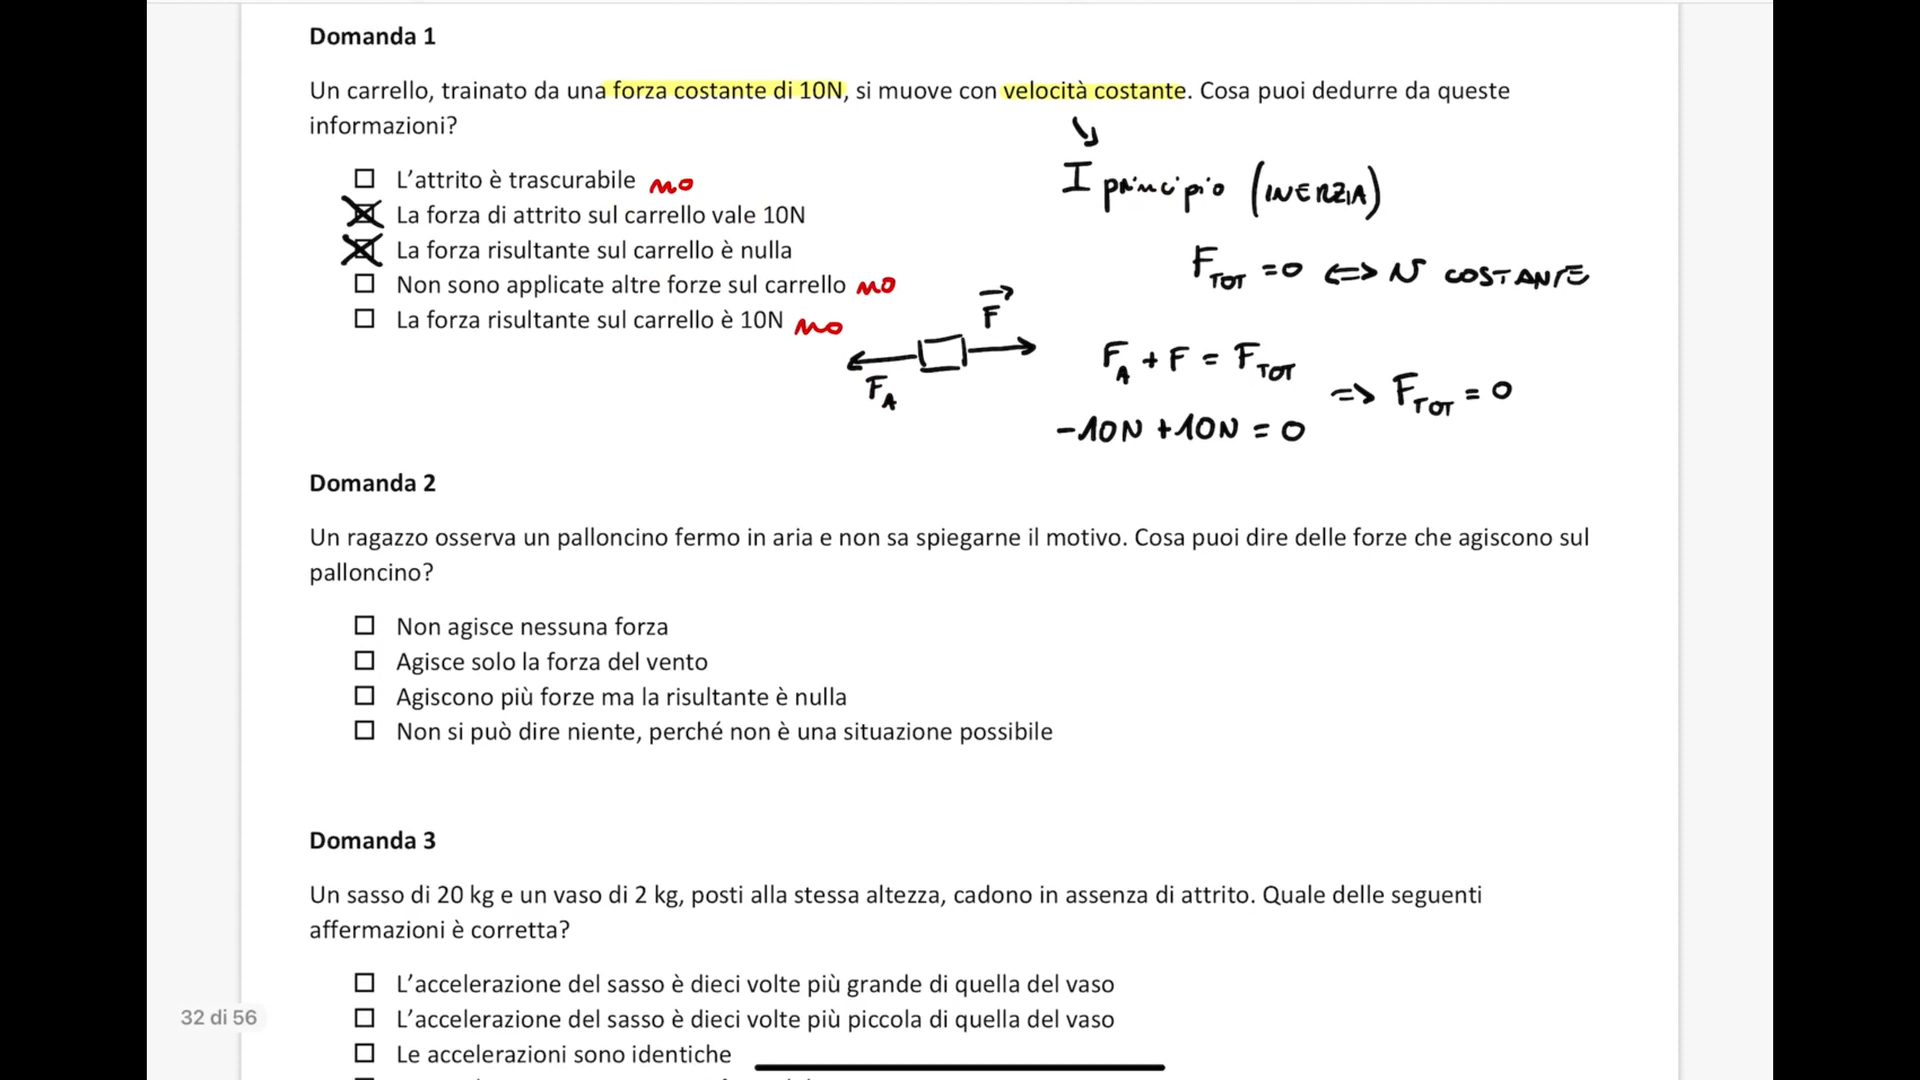 Domanda 1
Un carrello, trainato da una forza costante di 10N, si muove con velocità costante. Cosa puoi dedurre da queste
informazioni?
L’attrito è trascurabile no
La forza di attrito sul carrello vale 10N
La forza risultante sul carrello è nulla
Non sono applicate altre forze sul carrello no
La forza risultante sul carrello è 10N no
I principio (INERZIA)
F_TOT = 0 <=> v COSTANTE
F
F_A
F_A + F = F_TOT
=> F_TOT = 0
-10N +10N = 0
Domanda 2
Un ragazzo osserva un palloncino fermo in aria e non sa spiegarne il motivo. Cosa puoi dire delle forze che agiscono sul
palloncino?
Non agisce nessuna forza
Agisce solo la forza del vento
Agiscono più forze ma la risultante è nulla
Non si può dire niente, perché non è una situazione possibile
Domanda 3
Un sasso di 20 kg e un vaso di 2 kg, posti alla stessa altezza, cadono in assenza di attrito. Quale delle seguenti
affermazioni è corretta?
L’accelerazione del sasso è dieci volte più grande di quella del vaso
L’accelerazione del sasso è dieci volte più piccola di quella del vaso
Le accelerazioni sono identiche
32 di 56